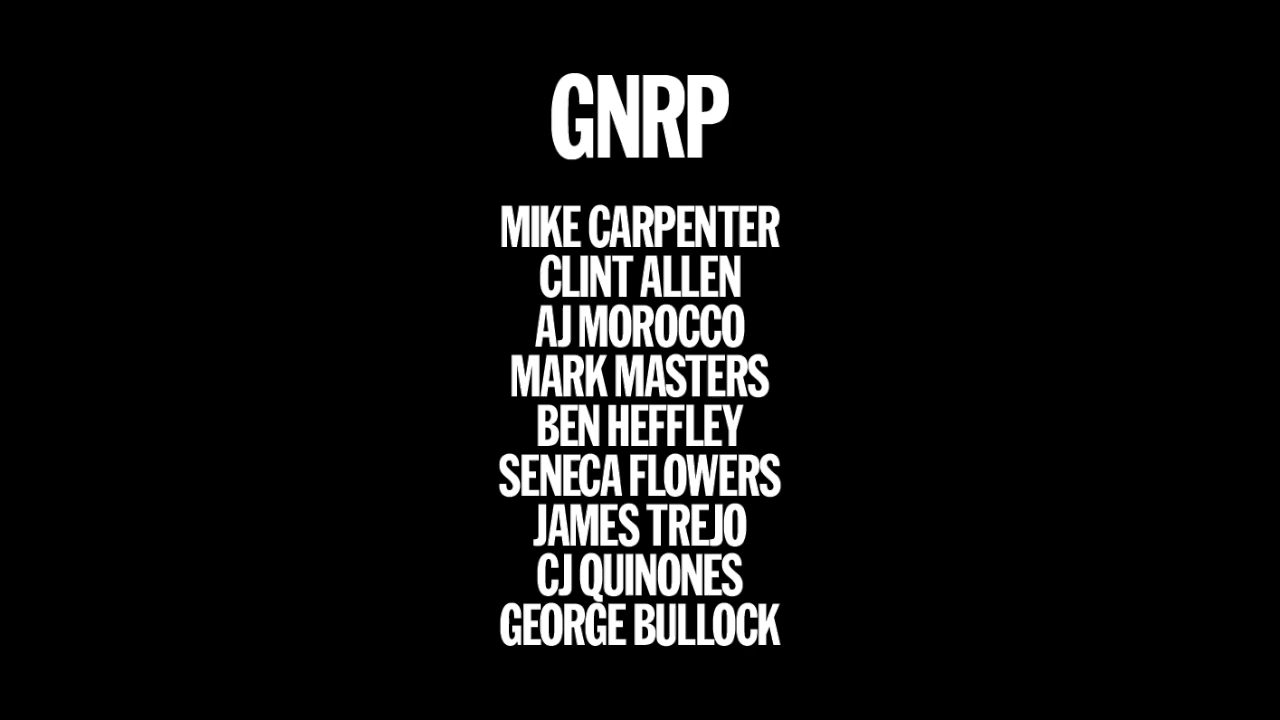 GNRP
MIKE CARPENTER
CLINT ALLEN
AJ MOROCCO
MARK MASTERS
BEN HEFFLEY
SENECA FLOWERS
JAMES TREJO
CJ QUINONES
GEORGE BULLOCK